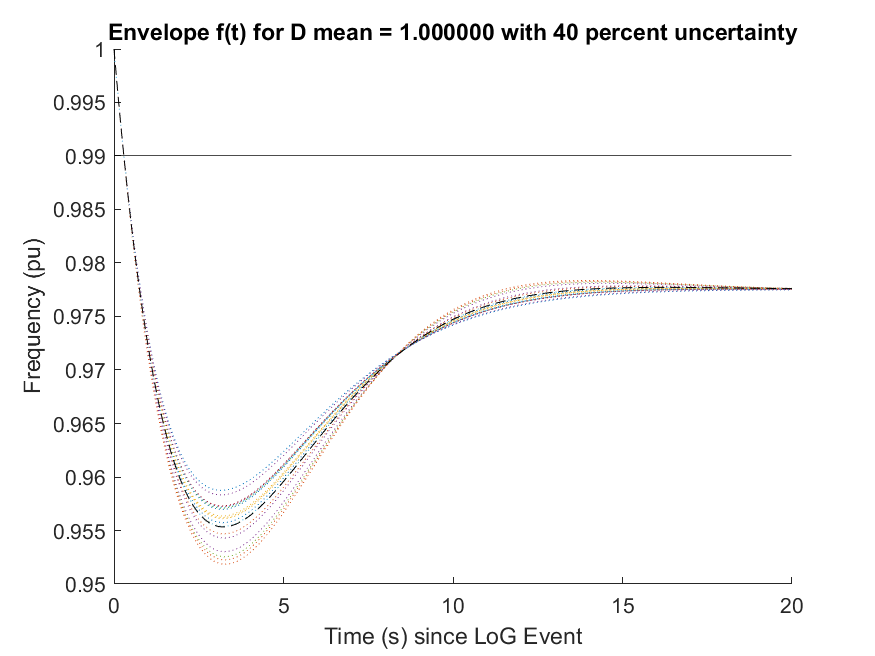 Envelope f(t) for D mean = 1.000000 with 40 percent uncertainty
1
0.995
0.99
0.985
0.98
0.975
0.97
0.965
0.96
0.955
0.95
Frequency (pu)
0 5 10 15 20
Time (s) since LoG Event